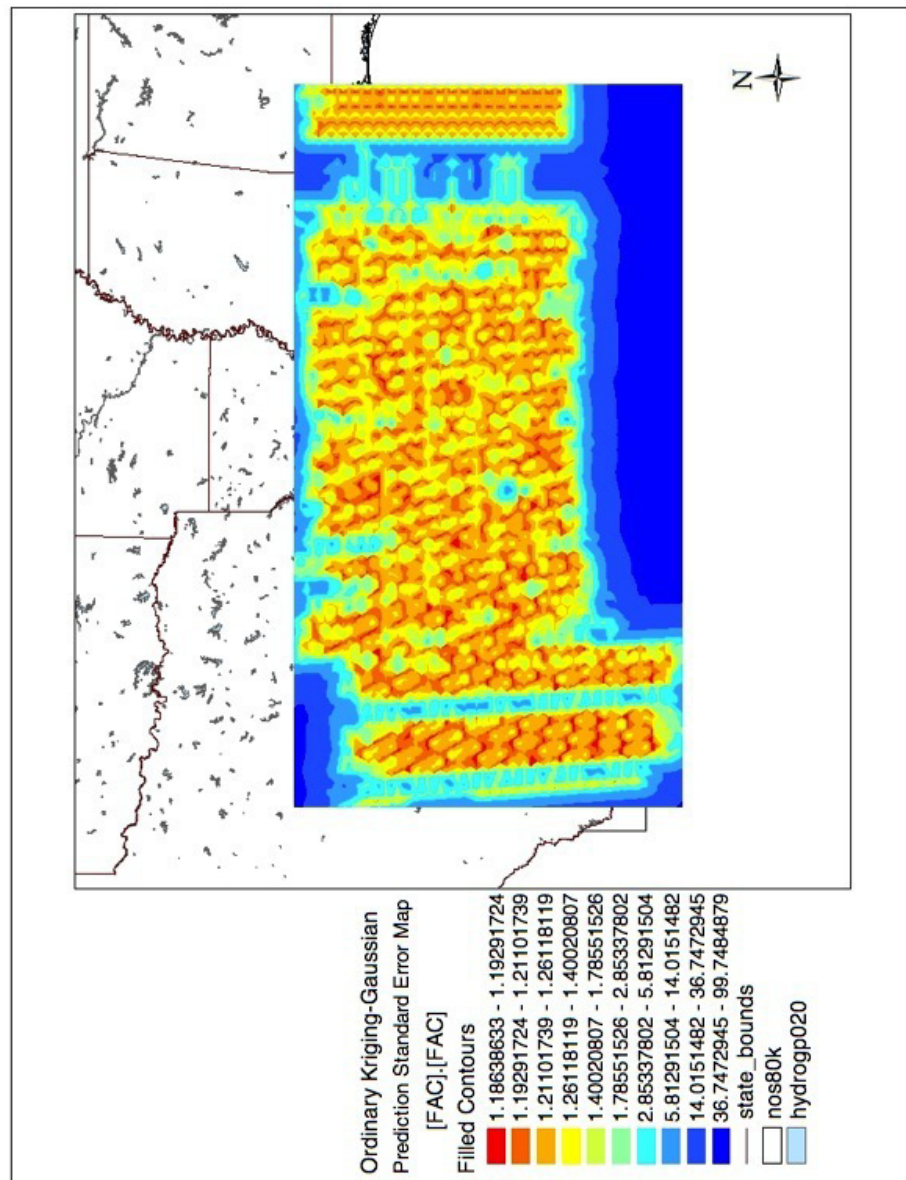 N
Ordinary Kriging-Gaussian
Prediction Standard Error Map
[FAC].[FAC]
Filled Contours
1.18638633 - 1.19291724
1.19291724 - 1.21101739
1.21101739 - 1.26118119
1.26118119 - 1.40020807
1.40020807 - 1.78551526
1.78551526 - 2.85337802
2.85337802 - 5.81291504
5.81291504 - 14.0151482
14.0151482 - 36.7472945
36.7472945 - 99.7484879
state_bounds
nos80k
hydrogp020